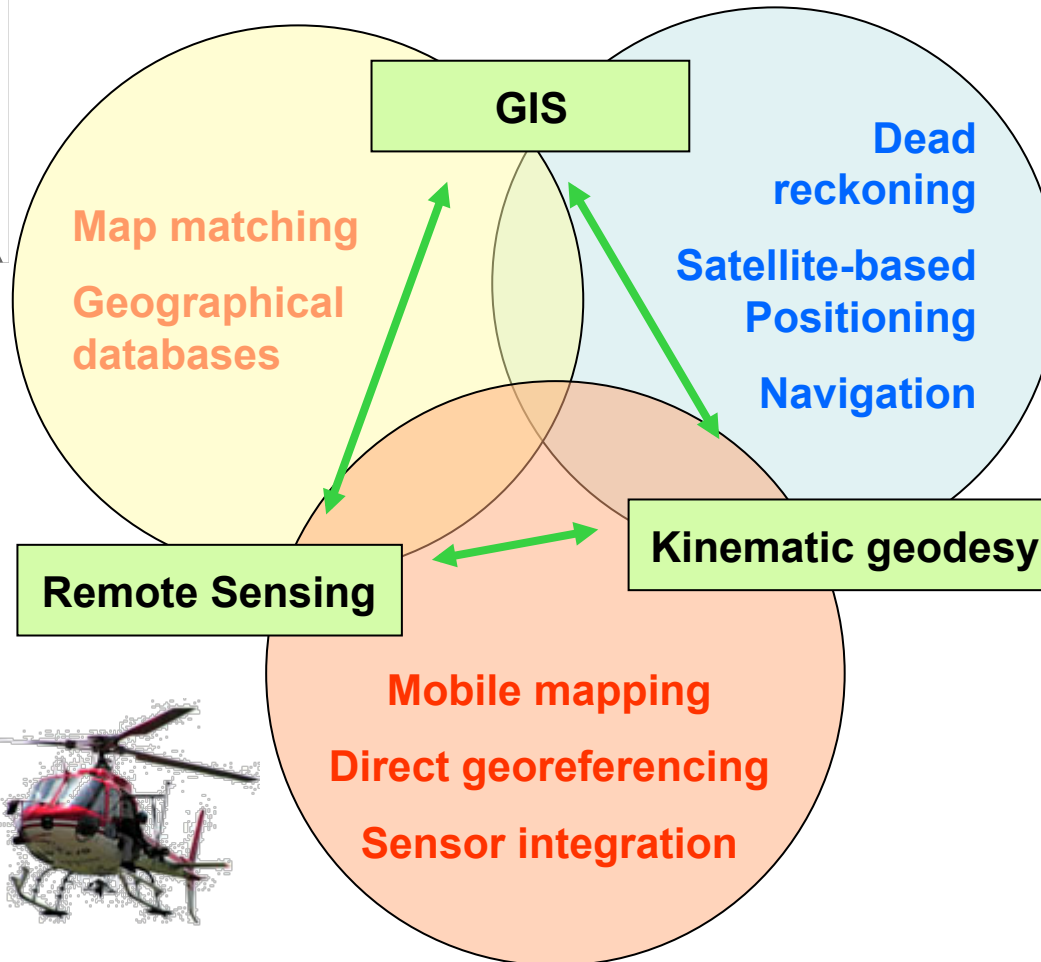 GIS
Map matching
Geographical
databases
Dead
reckoning
Satellite-based
Positioning
Navigation
Remote Sensing
Kinematic geodesy
Mobile mapping
Direct georeferencing
Sensor integration